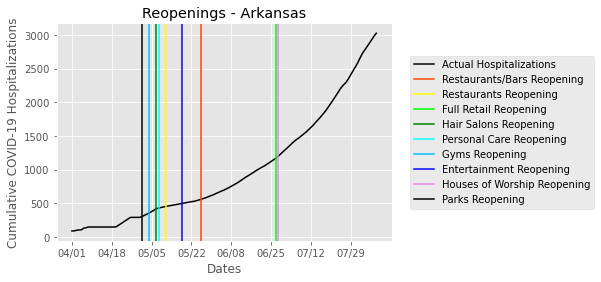 Reopenings - Arkansas
Cumulative COVID-19 Hospitalizations
3000
2500
2000
1500
1000
500
0
04/01 04/18 05/05 05/22 06/08 06/25 07/12 07/29
Dates
Actual Hospitalizations
Restaurants/Bars Reopening
Restaurants Reopening
Full Retail Reopening
Hair Salons Reopening
Personal Care Reopening
Gyms Reopening
Entertainment Reopening
Houses of Worship Reopening
Parks Reopening